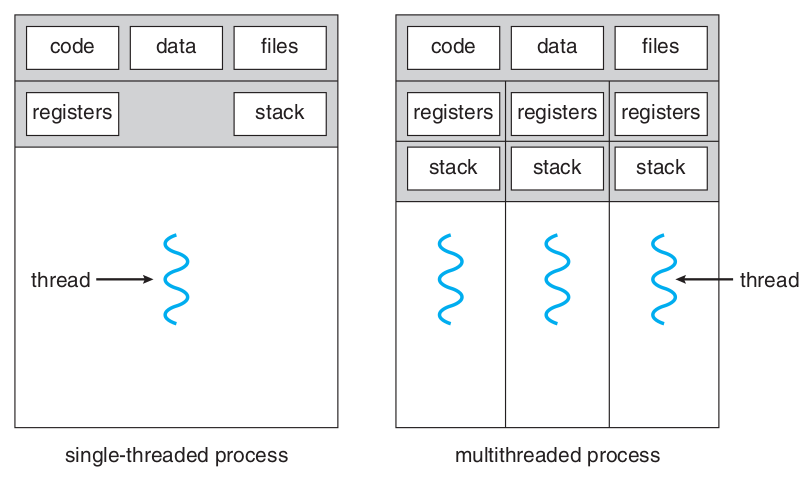 code data files
registers stack
thread
single-threaded process
code data files
registers registers registers
stack stack stack
thread
multithreaded process